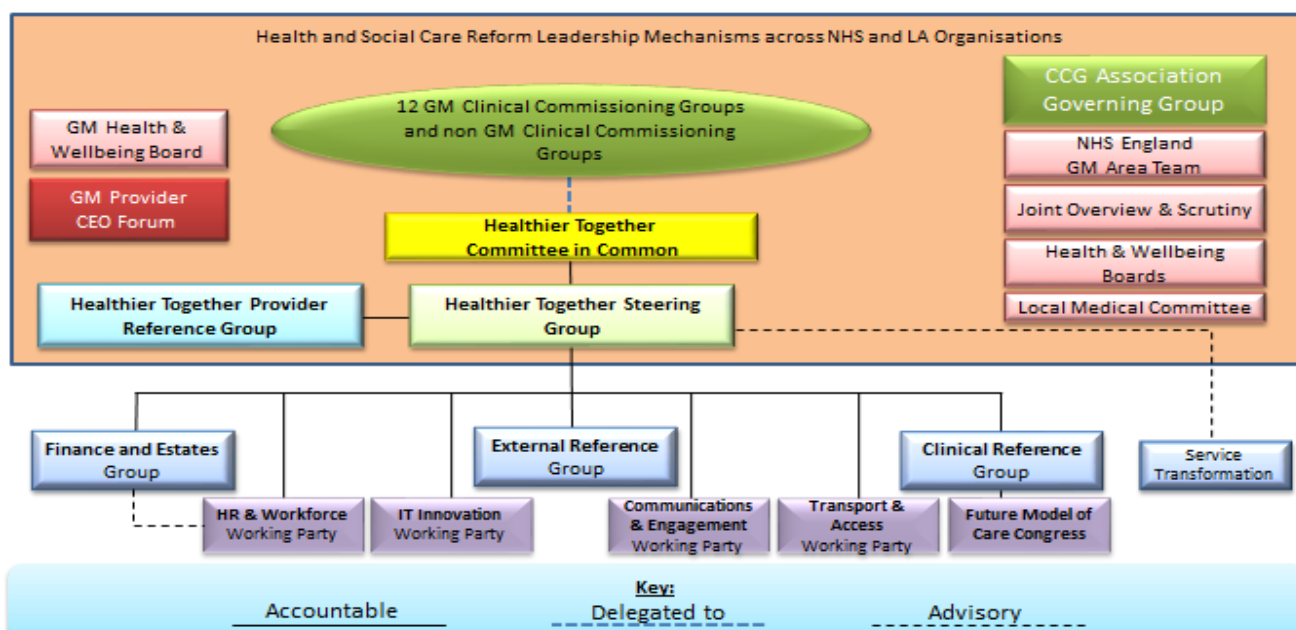 Health and Social Care Reform Leadership Mechanisms across NHS and LA Organisations
12 GM Clinical Commissioning Groups
and non GM Clinical Commissioning
Groups
CCG Association
Governing Group
GM Health &
Wellbeing Board
NHS England
GM Area Team
GM Provider
CEO Forum
Joint Overview & Scrutiny
Healthier Together
Committee in Common
Health & Wellbeing
Boards
Healthier Together Provider
Reference Group
Healthier Together Steering
Group
Local Medical Committee
Finance and Estates
Group
External Reference
Group
Clinical Reference
Group
Service
Transformation
HR & Workforce
Working Party
IT Innovation
Working Party
Communications
& Engagement
Working Party
Transport &
Access
Working Party
Future Model of
Care Congress
Key:
Accountable
Delegated to
Advisory